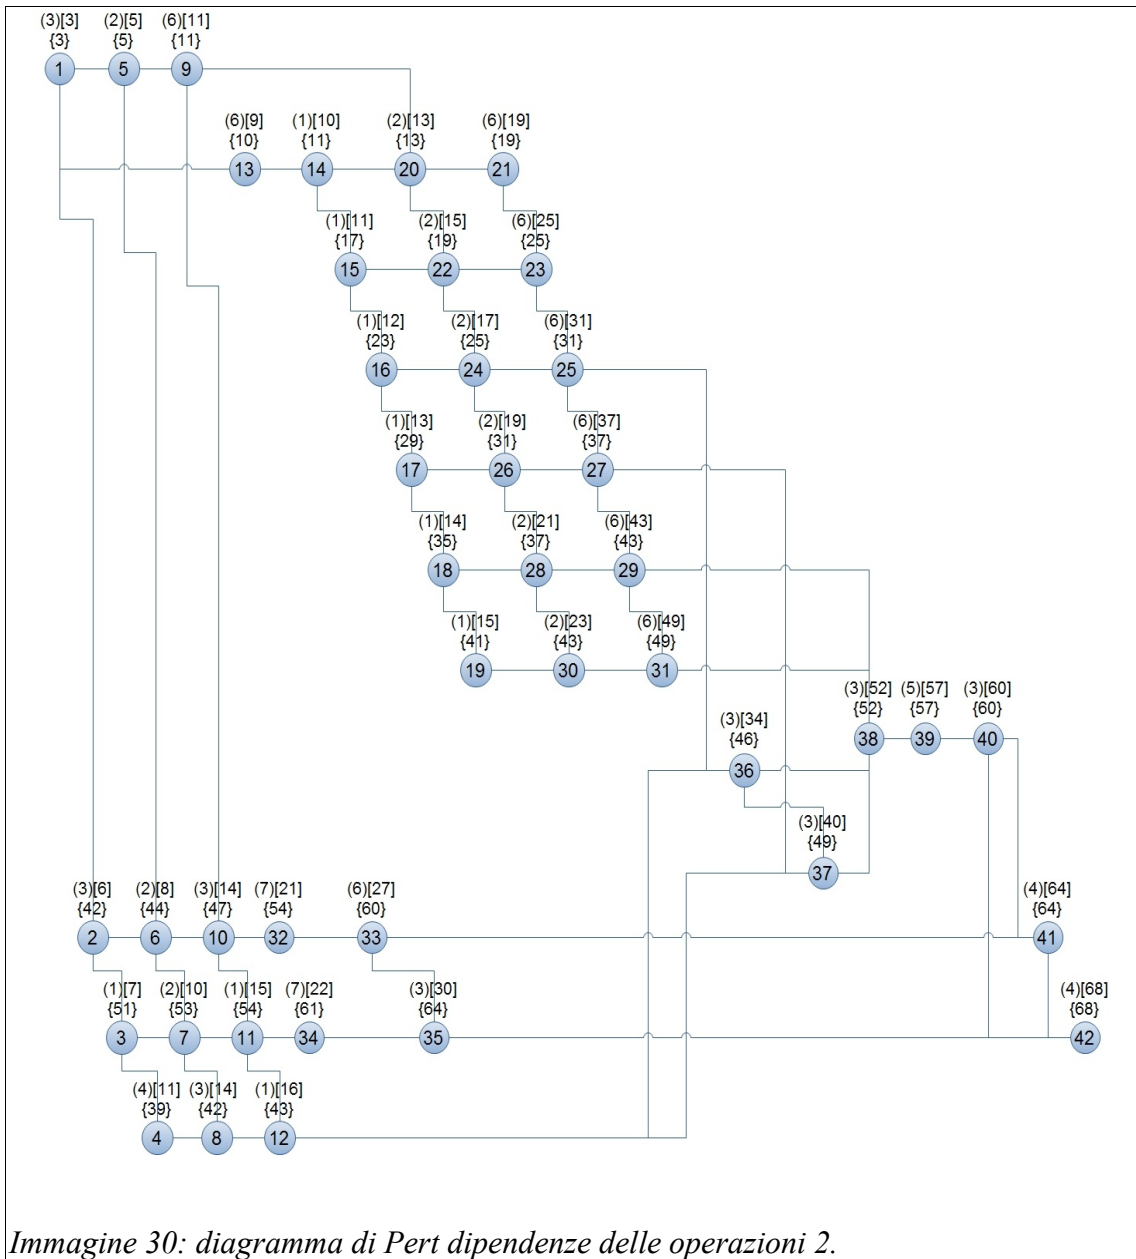 (3)[3] (2)[5] (6)[11]
{3} {5} {11}
1 5 9
(6)[9] (1)[10] (2)[13] (6)[19]
{10} {11} {13} {19}
13 14 20 21
(1)[11] (2)[15] (6)[25]
{17} {19} {25}
15 22 23
(1)[12] (2)[17] (6)[31]
{23} {25} {31}
16 24 25
(1)[13] (2)[19] (6)[37]
{29} {31} {37}
17 26 27
(1)[14] (2)[21] (6)[43]
{35} {37} {43}
18 28 29
(1)[15] (2)[23] (6)[49]
{41} {43} {49}
19 30 31
(3)[52] (5)[57] (3)[60]
{52} {57} {60}
38 39 40
(3)[34]
{46}
36
(3)[40]
{49}
37
(3)[6] (2)[8] (3)[14] (7)[21] (6)[27] (4)[64]
{42} {44} {47} {54} {60} {64}
2 6 10 32 33 41
(1)[7] (2)[10] (1)[15] (7)[22] (3)[30] (4)[68]
{51} {53} {54} {61} {64} {68}
3 7 11 34 35 42
(4)[11] (3)[14] (1)[16]
{39} {42} {43}
4 8 12
Immagine 30: diagramma di Pert dipendenze delle operazioni 2.